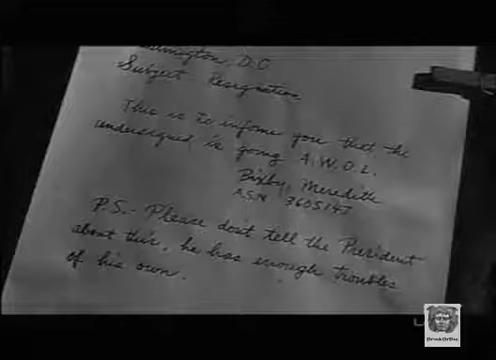 Washington, D.C
Subject: Resignation
This is to inform you that the
undersigned is going A.W.O.L.
Bixby, Meredith
A.S.N. 3605147
P.S.- Please don't tell the President
about this, he has enough troubles
of his own.